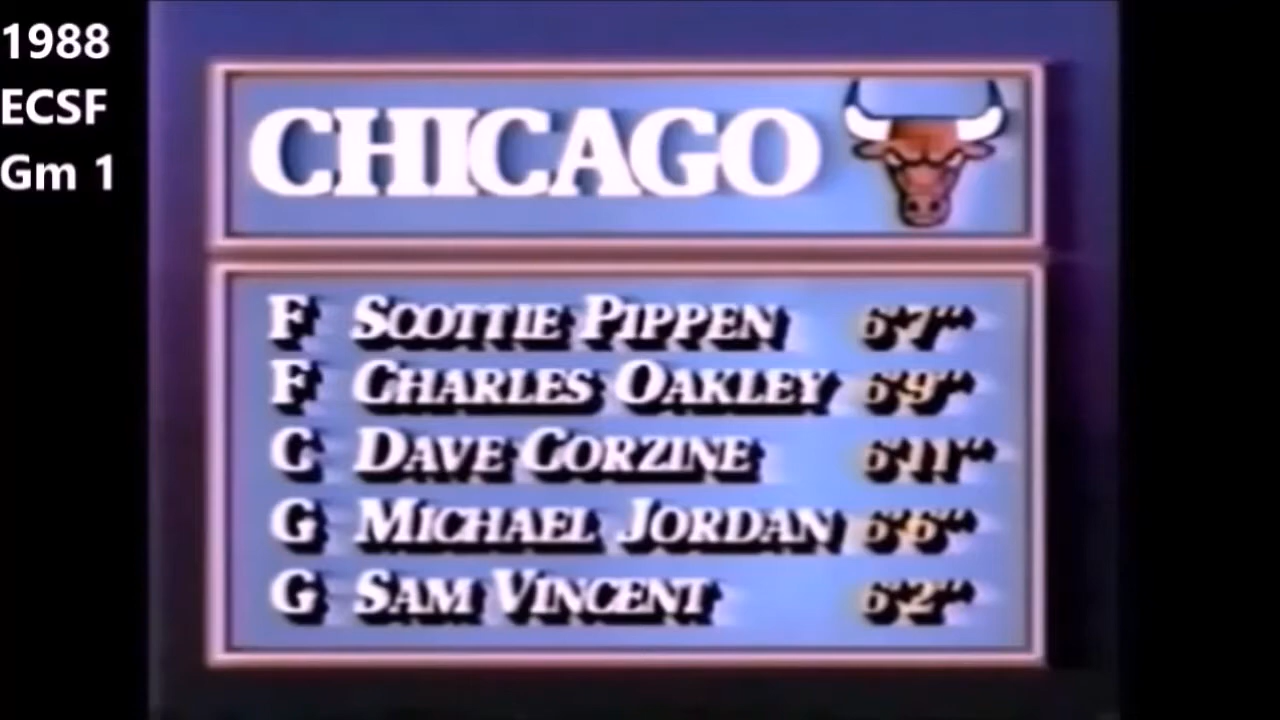 1988
ECSF
Gm 1
CHICAGO
F SCOTTIE PIPPEN 6'7"
F CHARLES OAKLEY 6'9"
C DAVE CORZINE 6'11"
G MICHAEL JORDAN 6'6"
G SAM VINCENT 6'2"